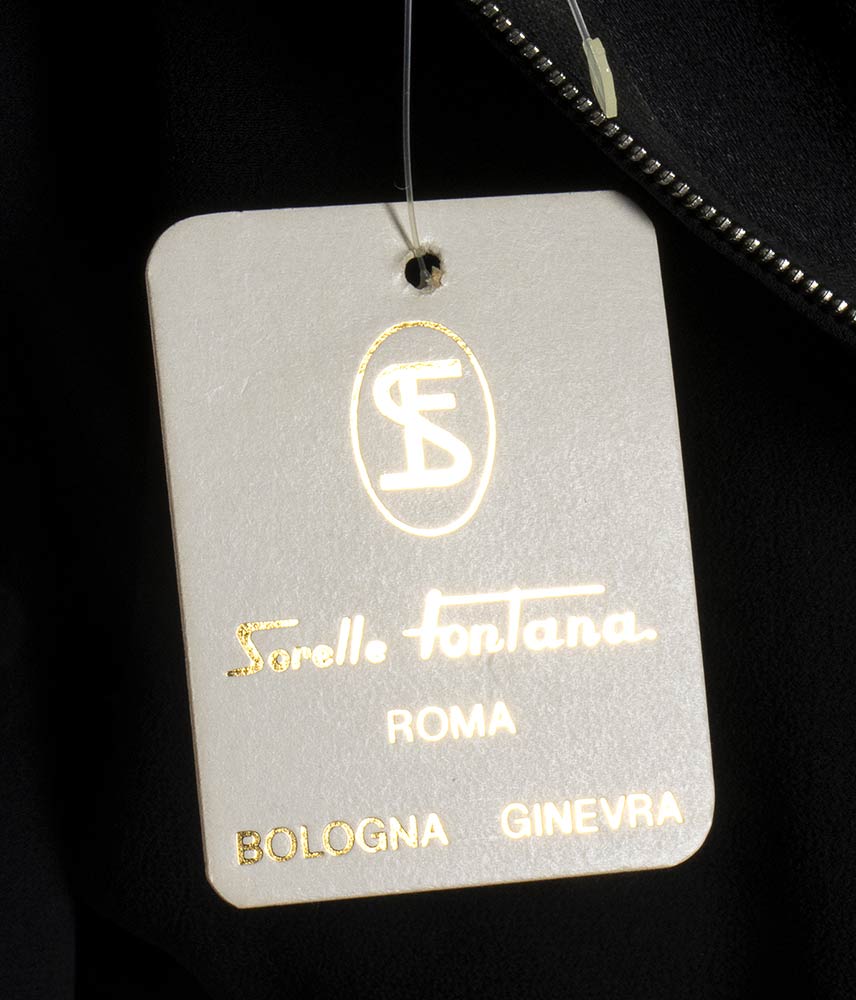 SF
Sorelle Fontana.
ROMA
BOLOGNA GINEVRA